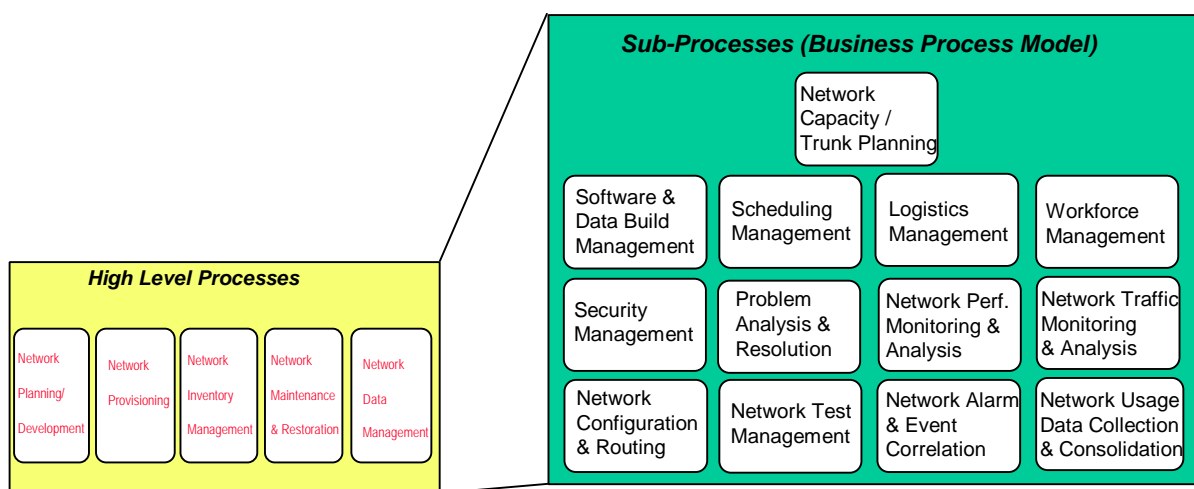 Sub-Processes (Business Process Model)
Network
Capacity /
Trunk Planning
Software &
Data Build
Management
Scheduling
Management
Logistics
Management
Workforce
Management
Security
Management
Problem
Analysis &
Resolution
Network Perf.
Monitoring &
Analysis
Network Traffic
Monitoring
& Analysis
Network
Configuration
& Routing
Network Test
Management
Network Alarm
& Event
Correlation
Network Usage
Data Collection
& Consolidation
High Level Processes
Network
Planning/
Development
Network
Provisioning
Network
Inventory
Management
Network
Maintenance
& Restoration
Network
Data
Management